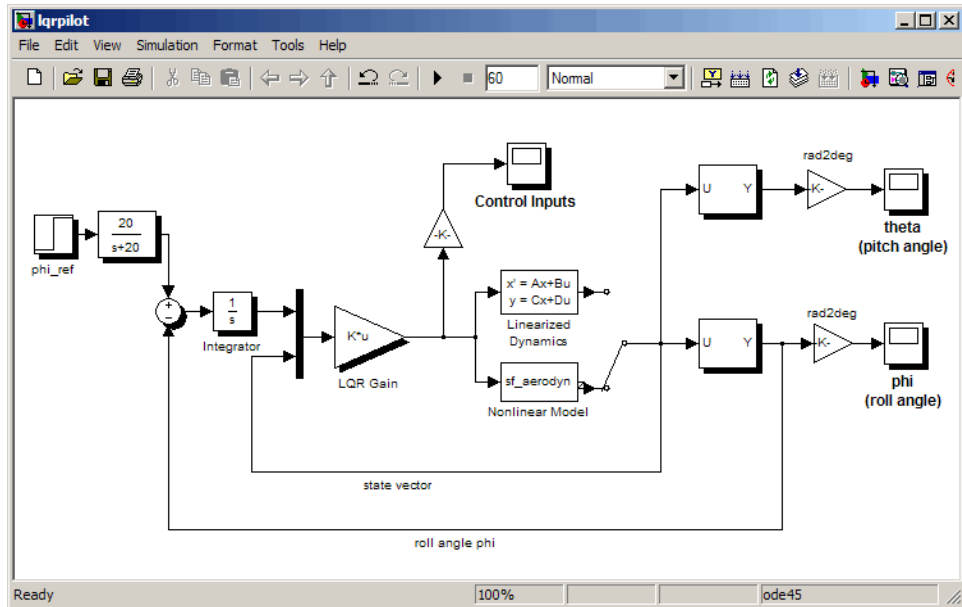 lqrpilot
File Edit View Simulation Format Tools Help
60 Normal
rad2deg
U Y
-K-
Control Inputs
theta
(pitch angle)
20
s+20
phi_ref
-K-
x' = Ax+Bu
y = Cx+Du
Linearized
Dynamics
rad2deg
+
−
1
s
Integrator
K*u
LQR Gain
U Y
-K-
sf_aerodyn
Nonlinear Model
phi
(roll angle)
state vector
roll angle phi
Ready 100% ode45